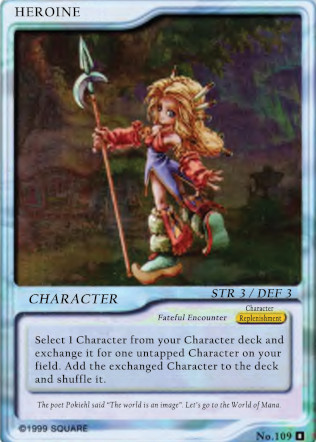 HEROINE
CHARACTER
STR 3 / DEF 3
Fateful Encounter
Character
Replenishment
Select 1 Character from your Character deck and
exchange it for one untapped Character on your
field. Add the exchanged Character to the deck
and shuffle it.
The poet Pokiehl said "The world is an image". Let's go to the World of Mana.
©1999 SQUARE
No.109